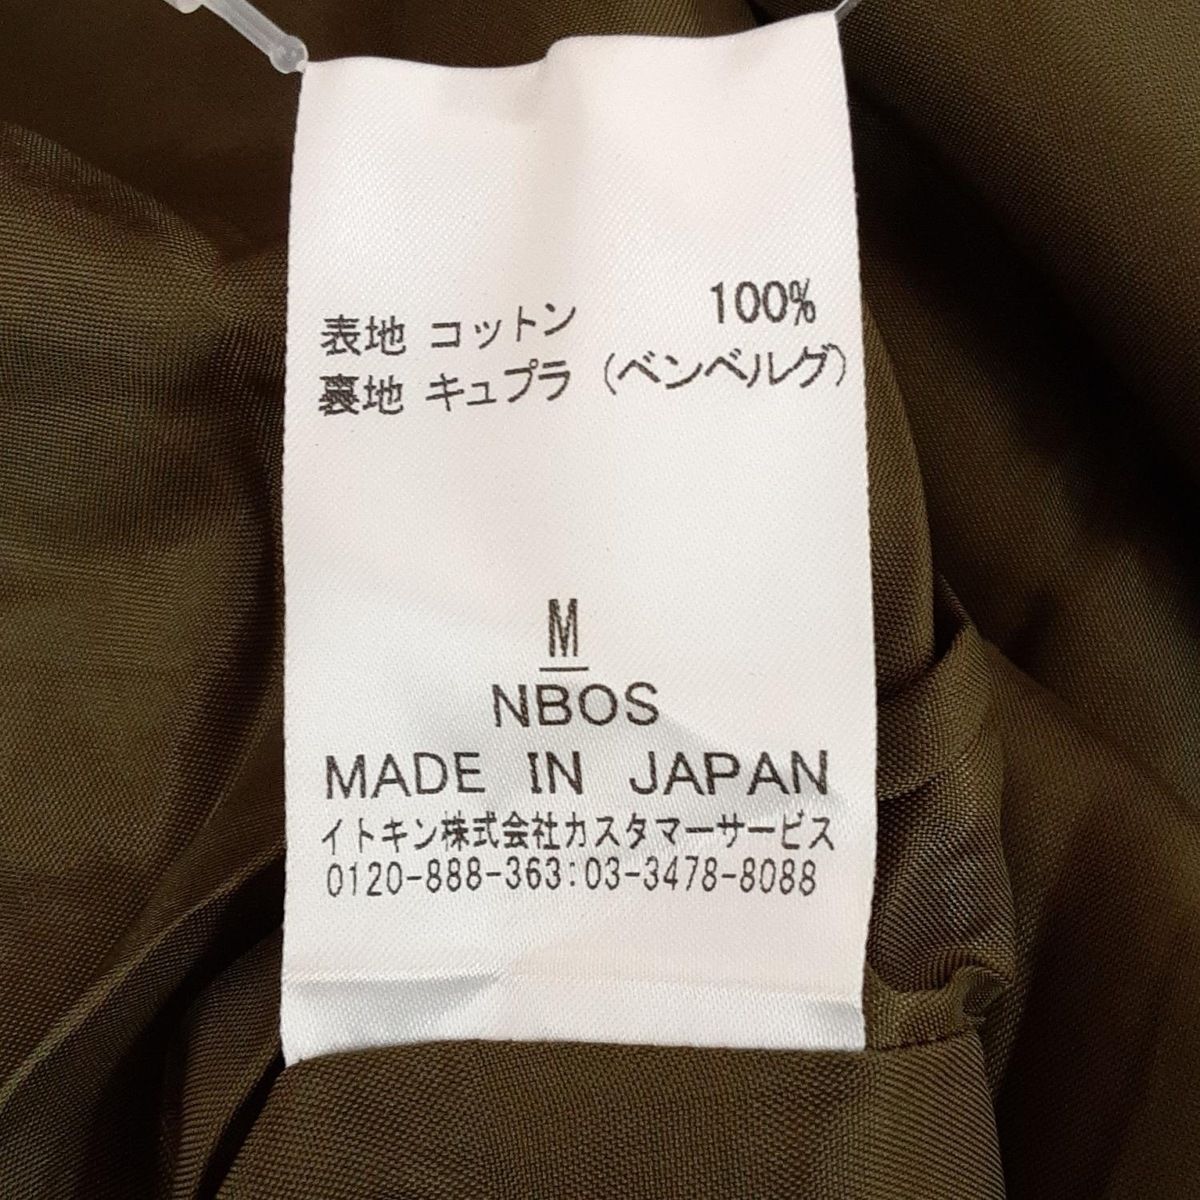 表地 コットン 100%
裏地 キュプラ (ベンベルグ)
M
NBOS
MADE IN JAPAN
イトキン株式会社カスタマーサービス
0120-888-363:03-3478-8088